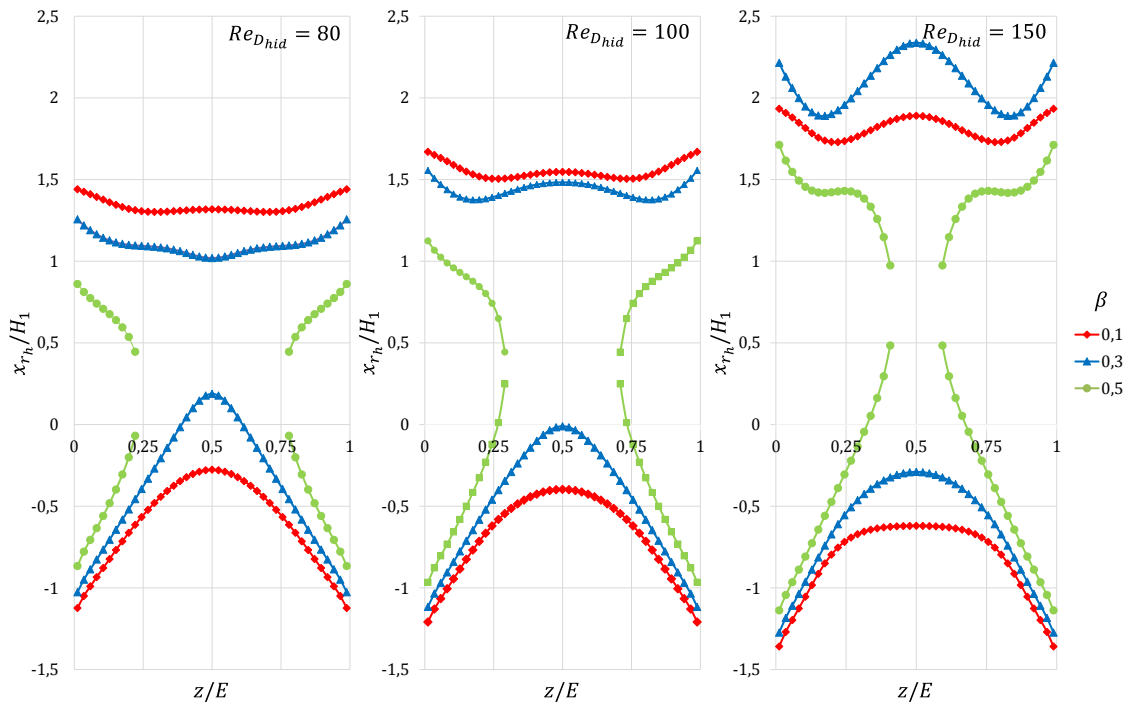 Re_{D_{hid}} = 80
2,5
2
1,5
1
0,5
0
-0,5
-1
-1,5
0 0,25 0,5 0,75 1
x_{r_h}/H_1
z/E
Re_{D_{hid}} = 100
2,5
2
1,5
1
0,5
0
-0,5
-1
-1,5
0 0,25 0,5 0,75 1
x_{r_h}/H_1
z/E
Re_{D_{hid}} = 150
2,5
2
1,5
1
0,5
0
-0,5
-1
-1,5
0 0,25 0,5 0,75 1
x_{r_h}/H_1
z/E
β
0,1
0,3
0,5